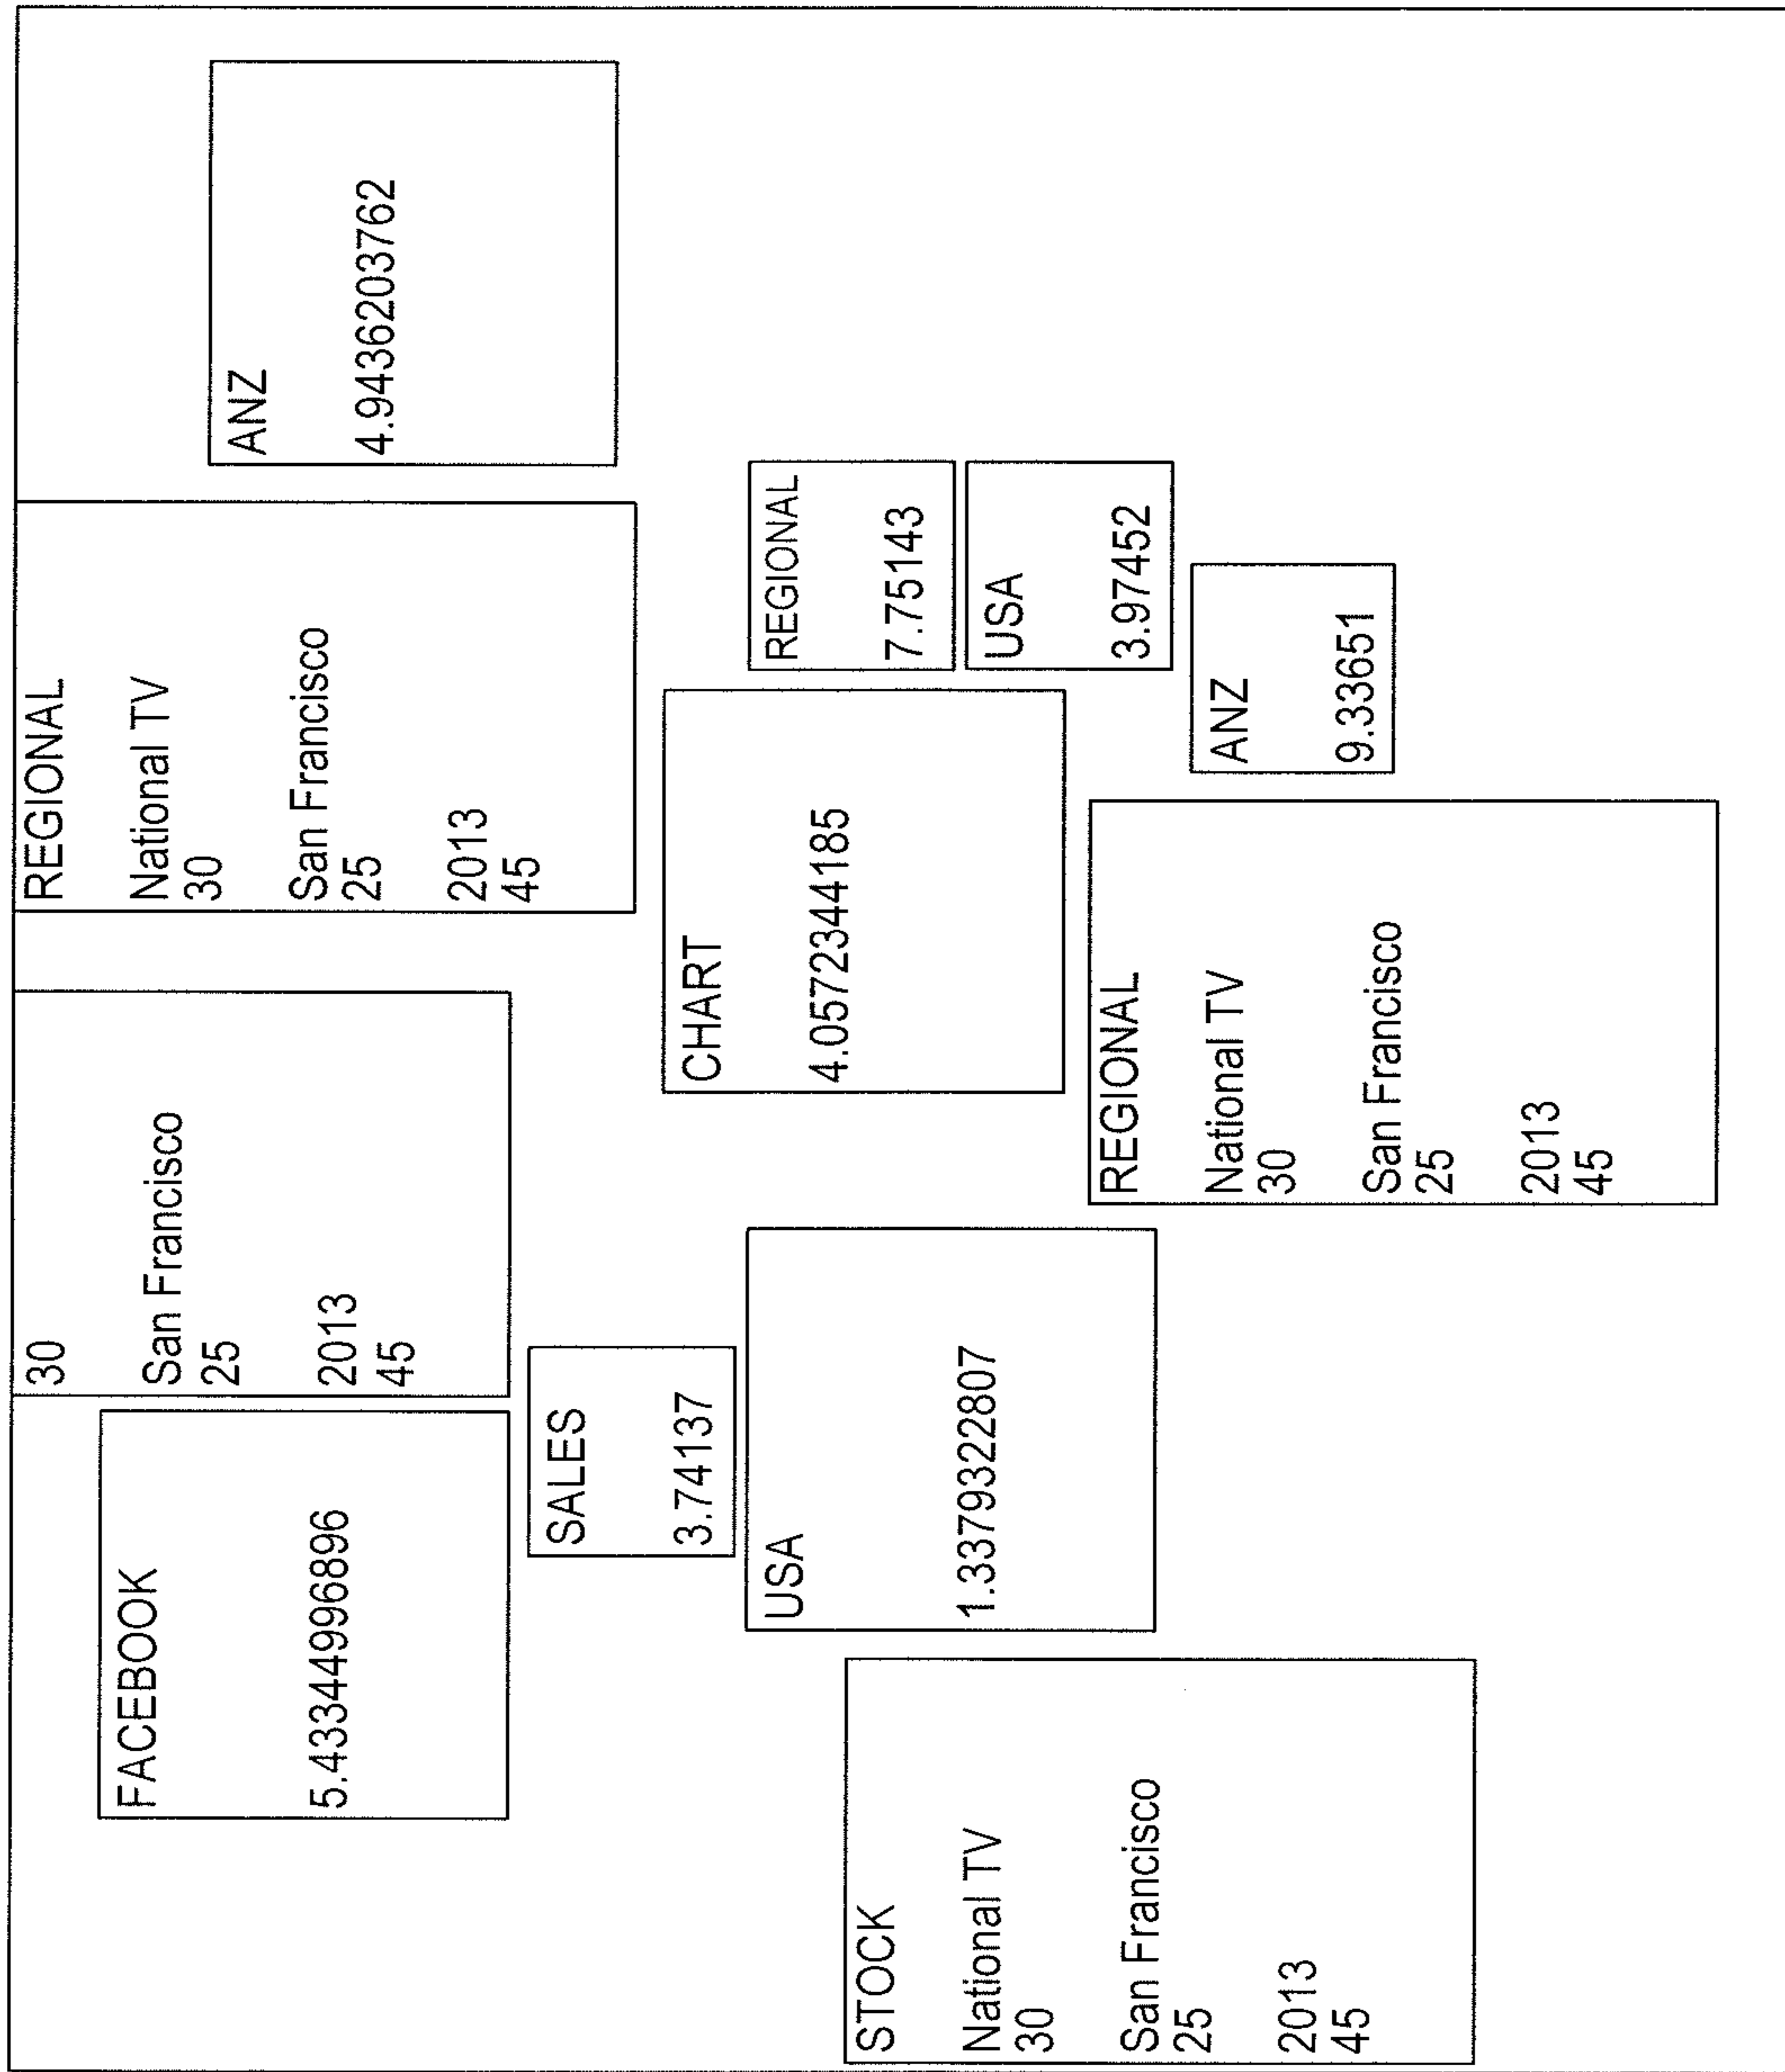 30
San Francisco
25
2013
45
REGIONAL
National TV
30
San Francisco
25
2013
45
FACEBOOK
5.4334996896
ANZ
4.9436203762
SALES
3.74137
CHART
4.0572344185
REGIONAL
7.75143
USA
1.3379322807
USA
3.97452
STOCK
National TV
30
San Francisco
25
2013
45
REGIONAL
National TV
30
San Francisco
25
2013
45
ANZ
9.33651